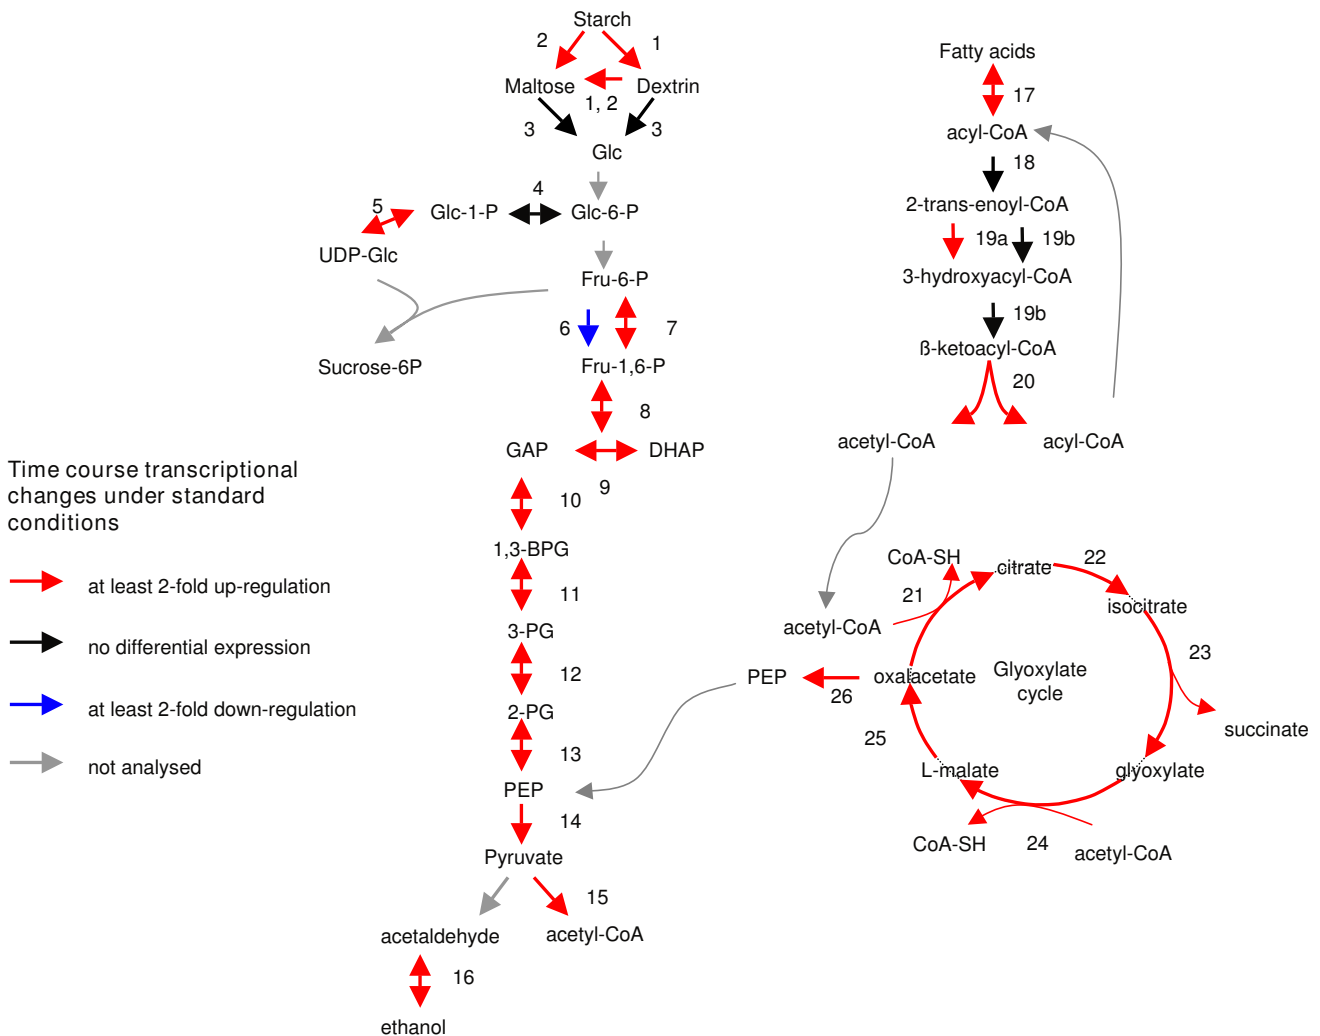 Starch
2
1
Maltose
Dextrin
1, 2
3
3
Glc
4
5
Glc-1-P
Glc-6-P
UDP-Glc
Fru-6-P
6
7
Sucrose-6P
Fru-1,6-P
8
GAP
DHAP
9
10
1,3-BPG
11
3-PG
12
2-PG
13
PEP
14
Pyruvate
15
acetaldehyde
acetyl-CoA
16
ethanol
Time course transcriptional
changes under standard
conditions
at least 2-fold up-regulation
no differential expression
at least 2-fold down-regulation
not analysed
Fatty acids
17
acyl-CoA
18
2-trans-enoyl-CoA
19a
19b
3-hydroxyacyl-CoA
19b
ß-ketoacyl-CoA
20
acetyl-CoA
acyl-CoA
CoA-SH
citrate
22
21
isocitrate
acetyl-CoA
23
PEP
oxalacetate
Glyoxylate
cycle
26
succinate
25
L-malate
glyoxylate
CoA-SH
24
acetyl-CoA